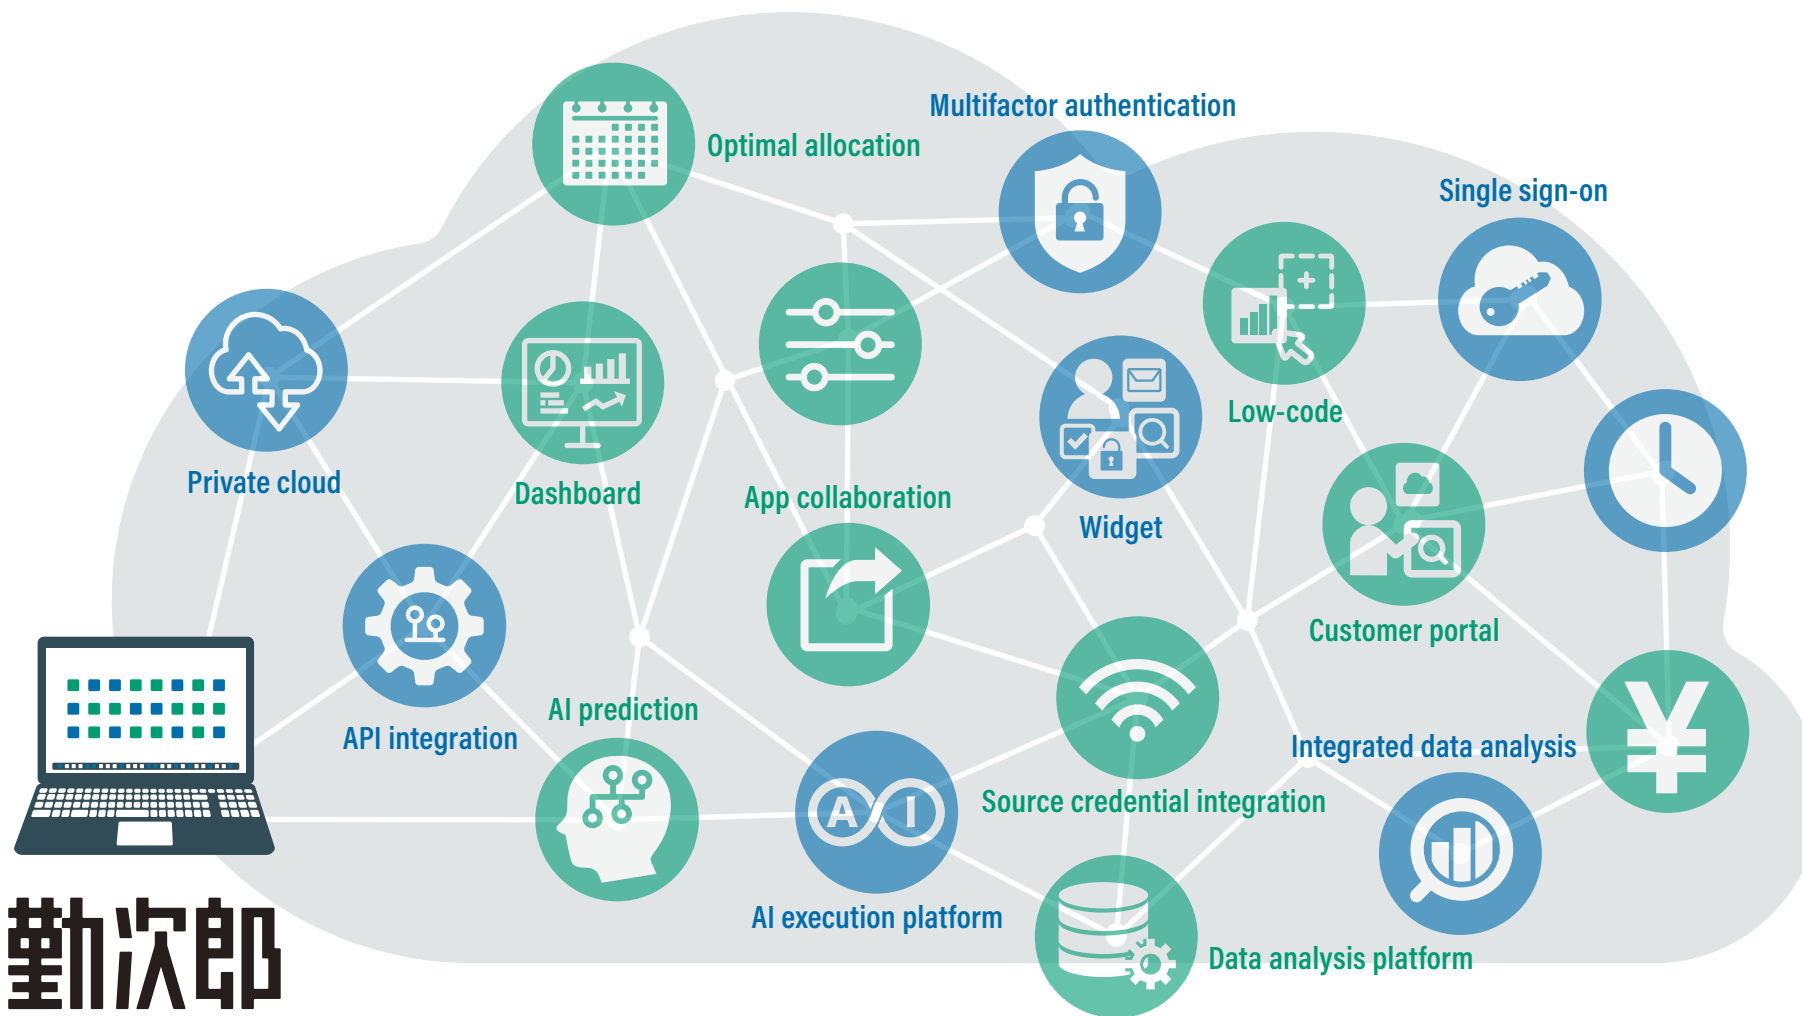 Multifactor authentication
Optimal allocation
Single sign-on
Low-code
Private cloud
Dashboard
App collaboration
Widget
Customer portal
API integration
AI prediction
Integrated data analysis
Source credential integration
¥
AI
AI execution platform
Data analysis platform
勤次郎